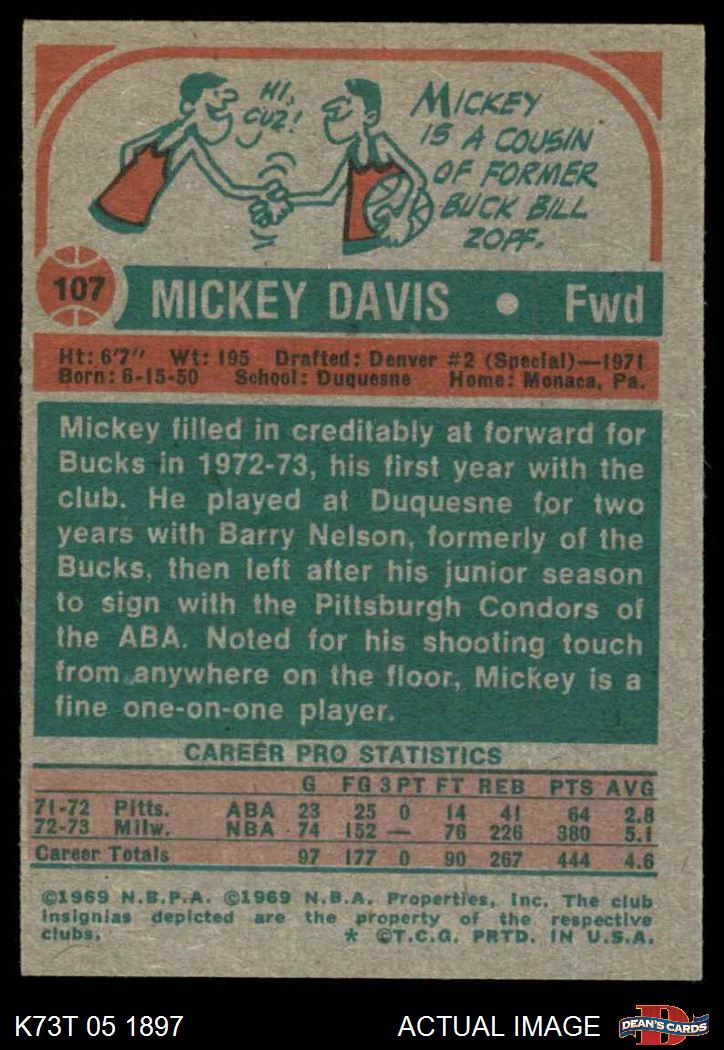 HI,
CUZ!
MICKEY
IS A COUSIN
OF FORMER
BUCK BILL
ZOPF.
107
MICKEY DAVIS • Fwd
Ht: 6'7" Wt: 195 Drafted: Denver #2 (Special)—1971
Born: 6-15-50 School: Duquesne Home: Monaca, Pa.
Mickey filled in creditably at forward for
Bucks in 1972-73, his first year with the
club. He played at Duquesne for two
years with Barry Nelson, formerly of the
Bucks, then left after his junior season
to sign with the Pittsburgh Condors of
the ABA. Noted for his shooting touch
from anywhere on the floor, Mickey is a
fine one-on-one player.
CAREER PRO STATISTICS
G FG 3PT FT REB PTS AVG
71-72 Pitts. ABA 23 25 0 14 41 64 2.8
72-73 Milw. NBA 74 152 — 76 226 380 5.1
Career Totals 97 177 0 90 267 444 4.6
©1969 N.B.P.A. ©1969 N.B.A. Properties, Inc. The club
insignias depicted are the property of the respective
clubs. * ©T.C.G. PRTD. IN U.S.A.
K73T 05 1897 ACTUAL IMAGE
D
DEAN'S CARDS